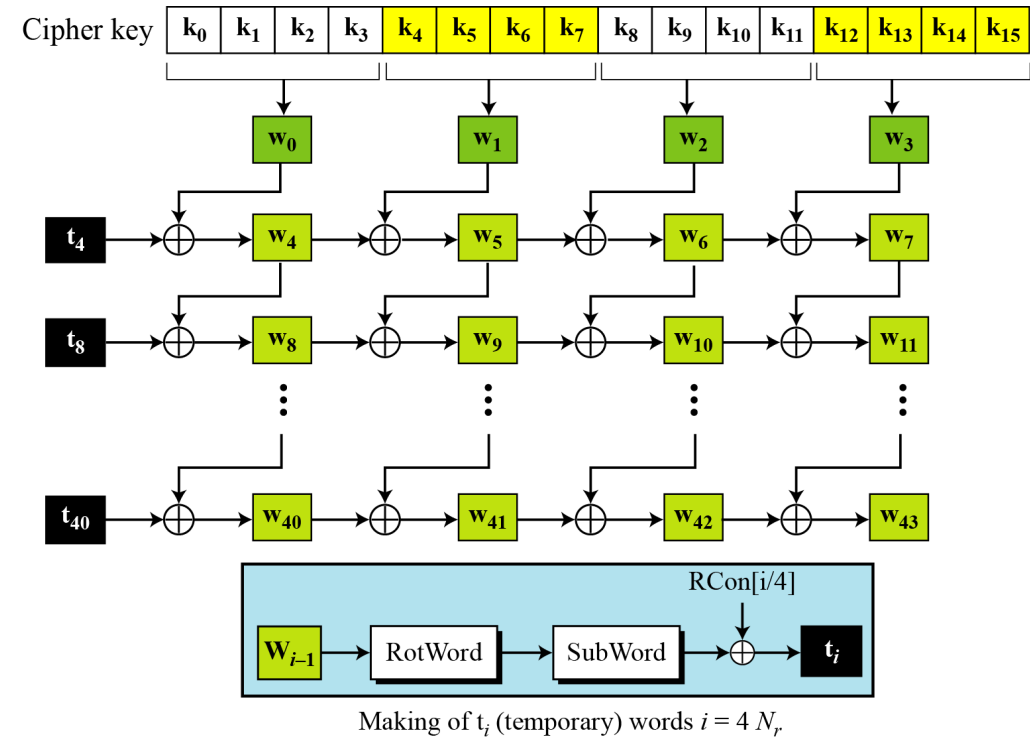 Cipher key k0 k1 k2 k3 k4 k5 k6 k7 k8 k9 k10 k11 k12 k13 k14 k15
w0 w1 w2 w3
t4 w4 w5 w6 w7
t8 w8 w9 w10 w11
t40 w40 w41 w42 w43
RCon[i/4]
Wi–1 RotWord SubWord ti
Making of ti (temporary) words i = 4 Nr